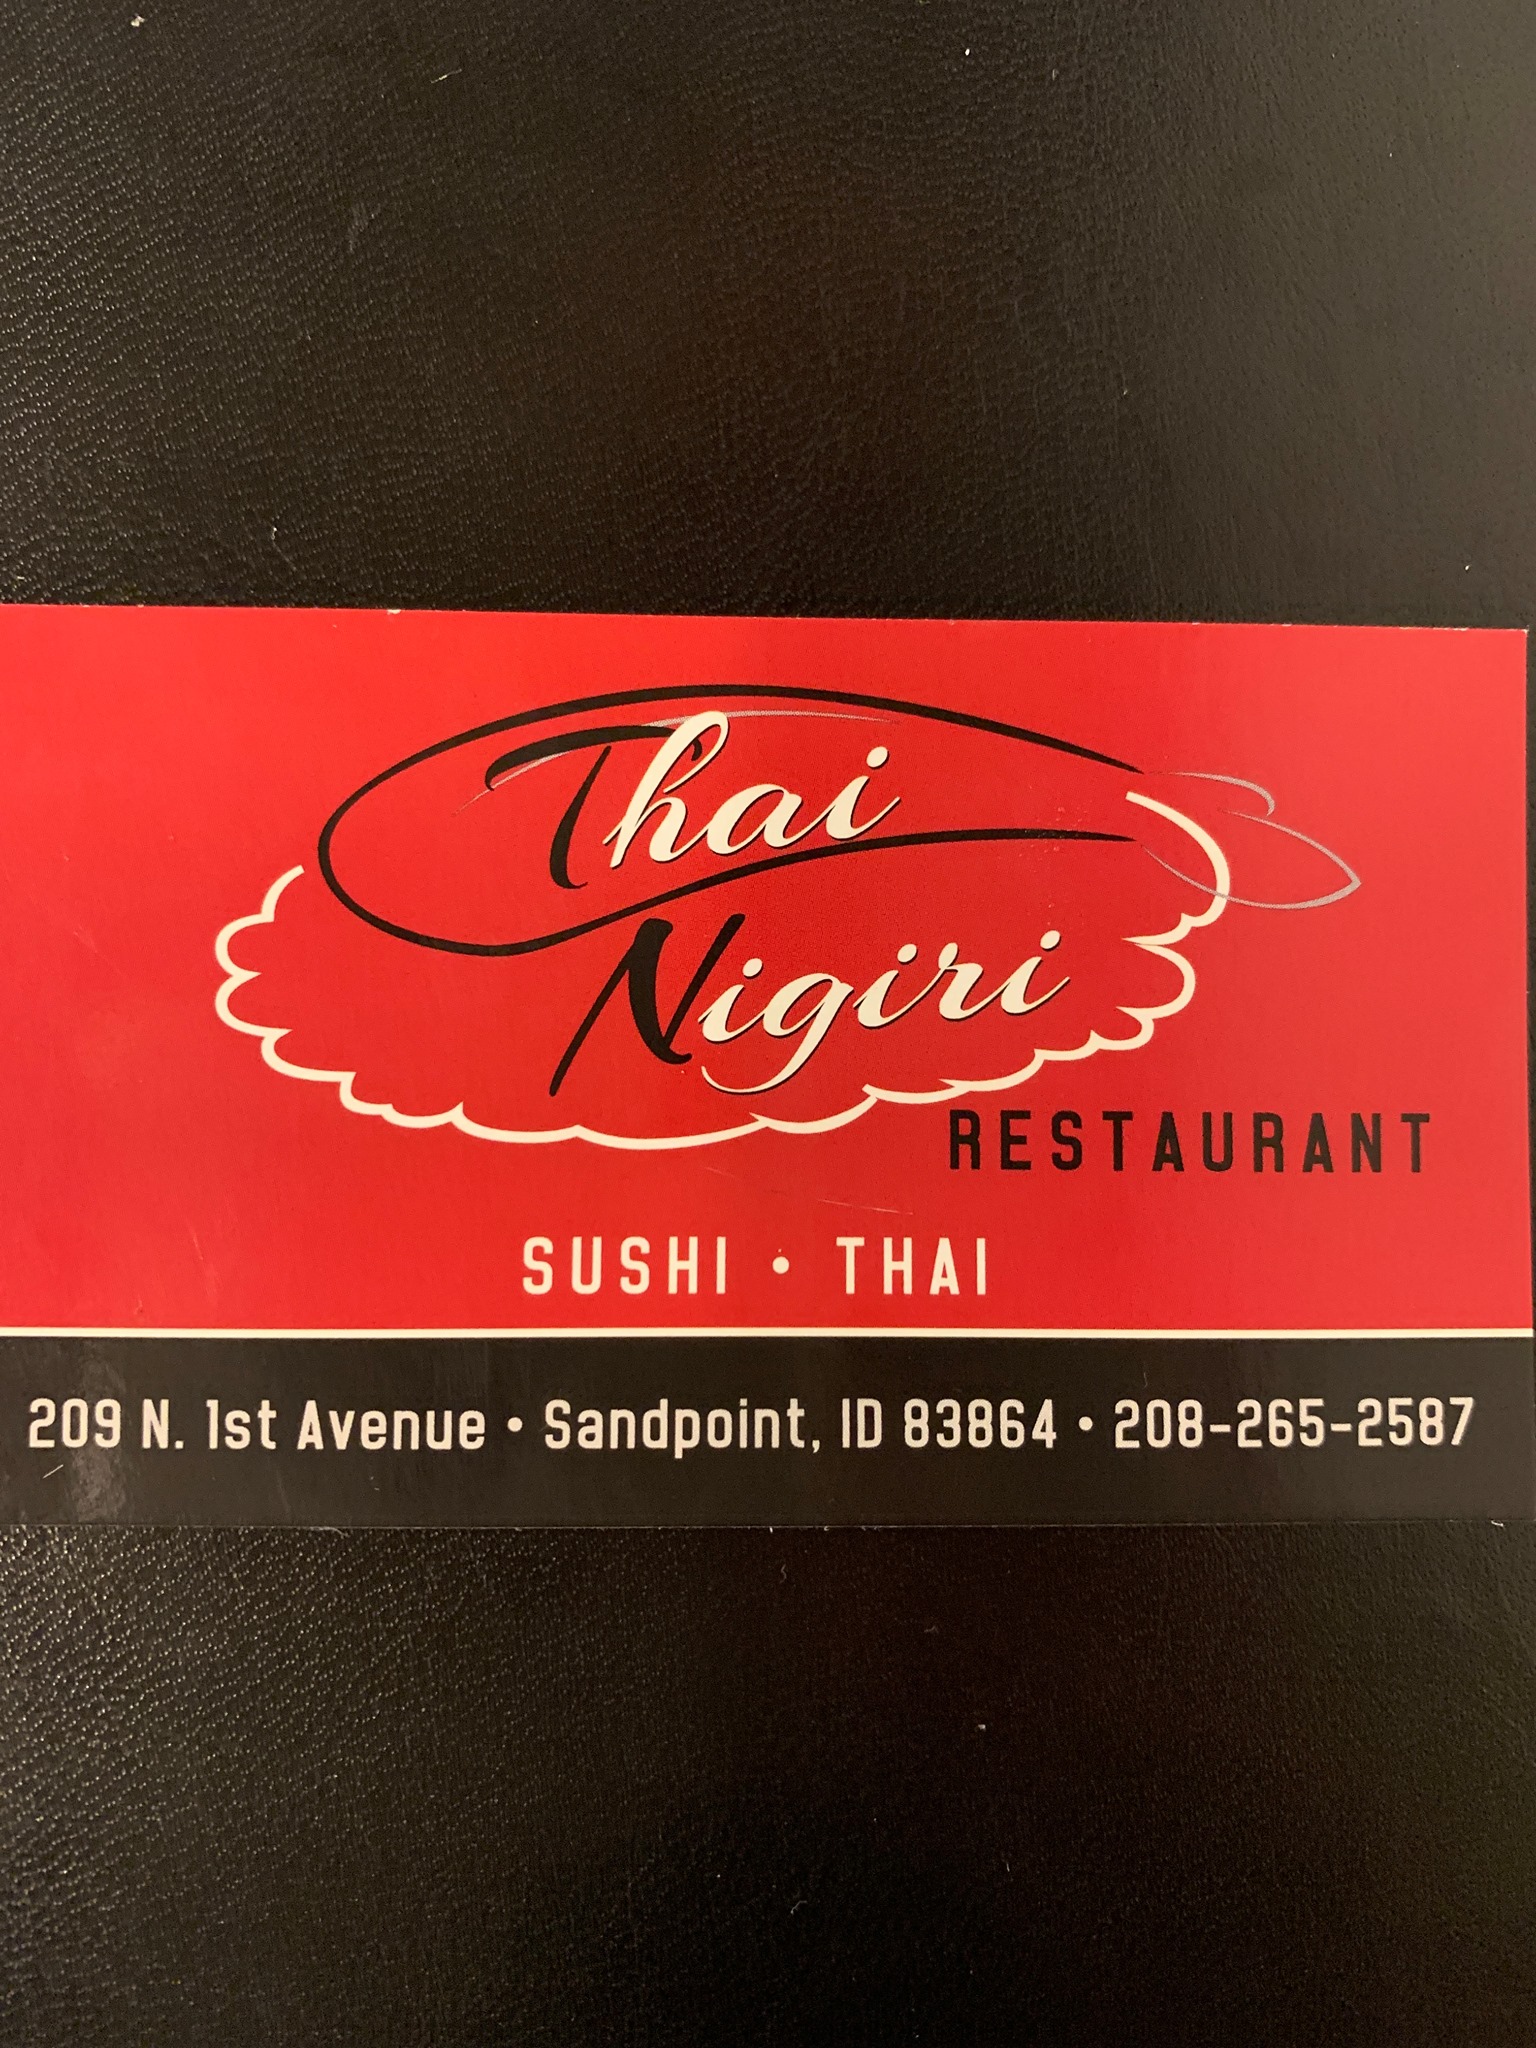 Thai
Nigiri
RESTAURANT
SUSHI • THAI
209 N. 1st Avenue • Sandpoint, ID 83864 • 208-265-2587